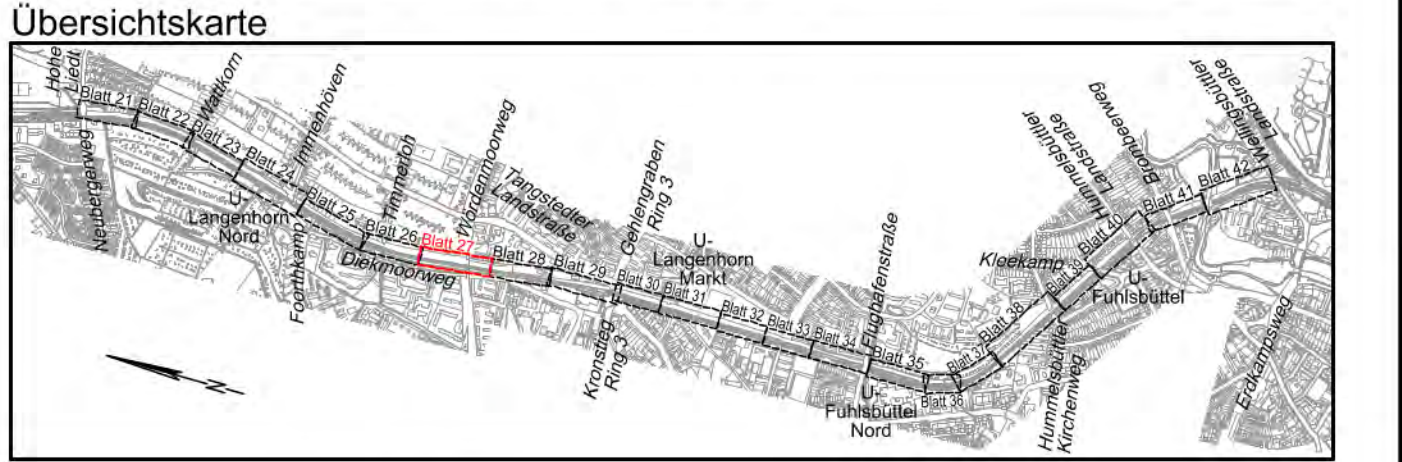 Übersichtskarte
Hohe
Liedt
Blatt 21
Blatt 22
Wattkorn
Blatt 23
Neubergerweg
Blatt 24
Immenhöven
U-
Langenhorn
Nord
Blatt 25
Foorthkamp
Blatt 26
Timmerloh
Diekmoorweg
Blatt 27
Wördenmoorweg
Blatt 28
Tangstedter
Landstraße
Blatt 29
Gehlengraben
Ring 3
Blatt 30
Kronstieg
Ring 3
U-
Langenhorn
Markt
Blatt 31
Blatt 32
Blatt 33
Blatt 34
Flughafenstraße
Blatt 35
U-
Fuhlsbüttel
Nord
Blatt 36
Blatt 37
Blatt 38
Kleekamp
Blatt 39
Hummelsbüttler
Kirchenweg
Blatt 40
Hummelsbüttler
Landstraße
U-
Fuhlsbüttel
Brombeerweg
Blatt 41
Blatt 42
Wellingsbüttler
Landstraße
Erdkampsweg
N